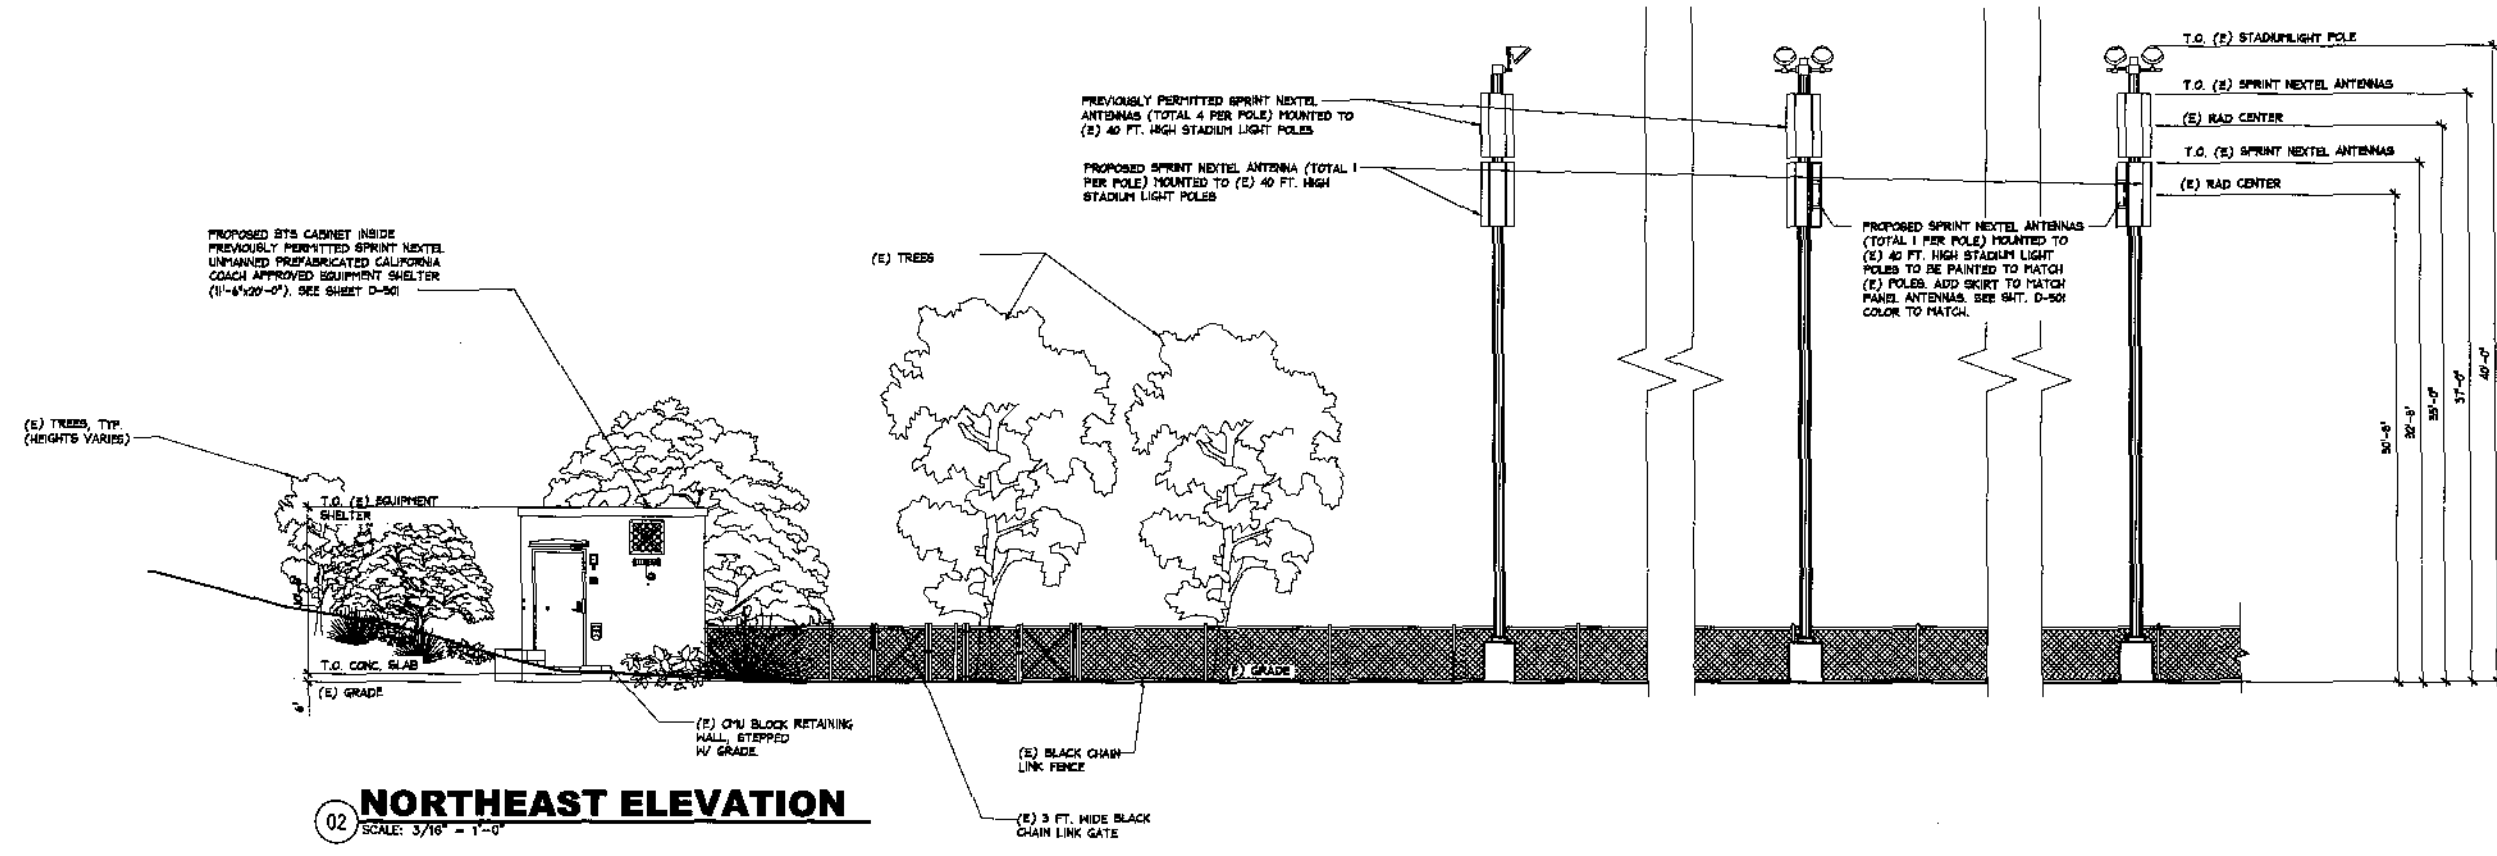 T.O. (E) STADIUMLIGHT POLE
T.O. (E) SPRINT NEXTEL ANTENNAS
(E) RAD CENTER
T.O. (E) SPRINT NEXTEL ANTENNAS
(E) RAD CENTER
PREVIOUSLY PERMITTED SPRINT NEXTEL
ANTENNAS (TOTAL 4 PER POLE) MOUNTED TO
(E) 40 FT. HIGH STADIUM LIGHT POLES
PROPOSED SPRINT NEXTEL ANTENNA (TOTAL 1
PER POLE) MOUNTED TO (E) 40 FT. HIGH
STADIUM LIGHT POLES
PROPOSED SPRINT NEXTEL ANTENNAS
(TOTAL 1 PER POLE) MOUNTED TO
(E) 40 FT. HIGH STADIUM LIGHT
POLES TO BE PAINTED TO MATCH
(E) POLES. ADD SKIRT TO MATCH
PANEL ANTENNAS. SEE SHT. D-501
COLOR TO MATCH.
PROPOSED BTS CABINET INSIDE
PREVIOUSLY PERMITTED SPRINT NEXTEL
UNMANNED PREFABRICATED CALIFORNIA
COACH APPROVED EQUIPMENT SHELTER
(11'-6"x20'-0"). SEE SHEET D-501
(E) TREES
(E) TREES, TYP.
(HEIGHTS VARIES)
T.O. (E) EQUIPMENT
SHELTER
T.O. CONC. SLAB
(E) GRADE
6"
(E) GRADE
30'-8"
32'-8"
35'-0"
37'-0"
40'-0"
(E) CMU BLOCK RETAINING
WALL, STEPPED
W/ GRADE
(E) BLACK CHAIN
LINK FENCE
(E) 3 FT. WIDE BLACK
CHAIN LINK GATE
02
NORTHEAST ELEVATION
SCALE: 3/16" = 1'-0"